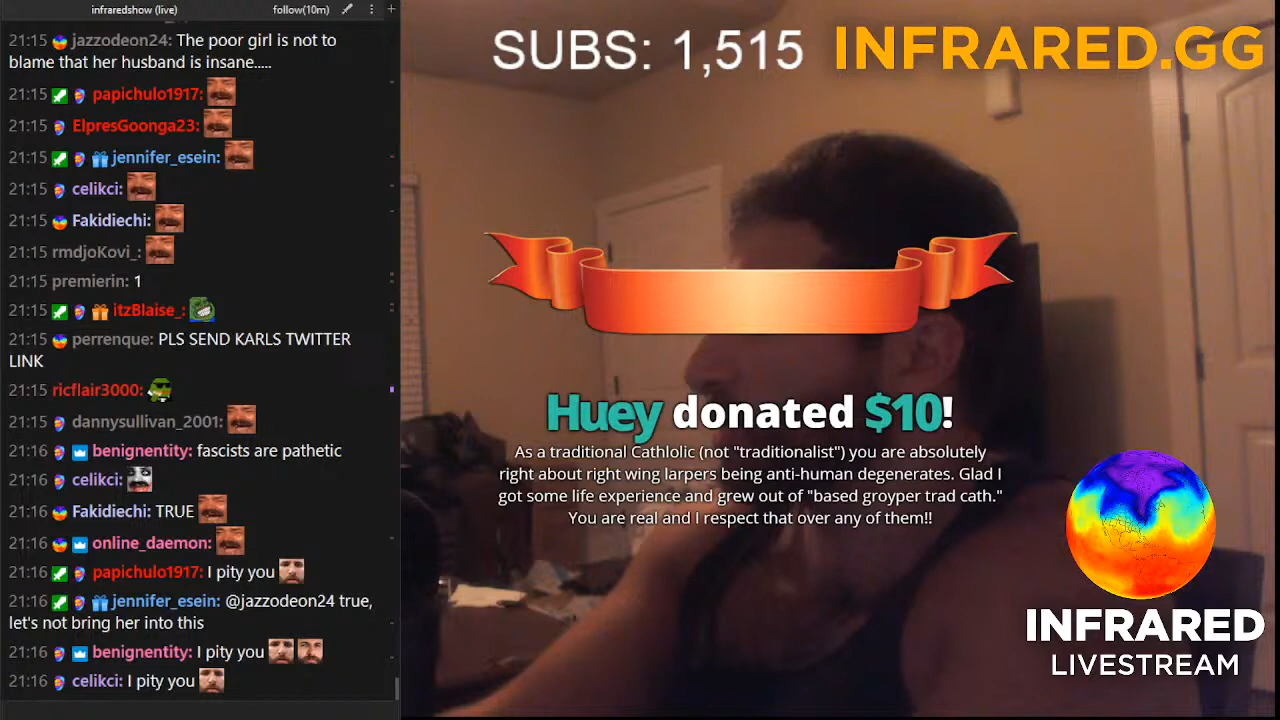 infraredshow (live)
follow(10m)
21:15 jazzodeon24: The poor girl is not to
blame that her husband is insane.....
21:15 papichulo1917:
21:15 ElpresGoonga23:
21:15 jennifer_esein:
21:15 celikci:
21:15 Fakidiechi:
21:15 rmdjoKovi_:
21:15 premierin: 1
21:15 itzBlaise_:
21:15 perrenque: PLS SEND KARLS TWITTER
LINK
21:15 ricflair3000:
21:15 dannysullivan_2001:
21:16 benignentity: fascists are pathetic
21:16 celikci:
21:16 Fakidiechi: TRUE
21:16 online_daemon:
21:16 papichulo1917: I pity you
21:16 jennifer_esein: @jazzodeon24 true,
let's not bring her into this
21:16 benignentity: I pity you
21:16 celikci: I pity you
SUBS: 1,515
INFRARED.GG
Huey donated $10!
As a traditional Cathlolic (not "traditionalist") you are absolutely
right about right wing larpers being anti-human degenerates. Glad I
got some life experience and grew out of "based groyper trad cath."
You are real and I respect that over any of them!!
INFRARED
LIVESTREAM